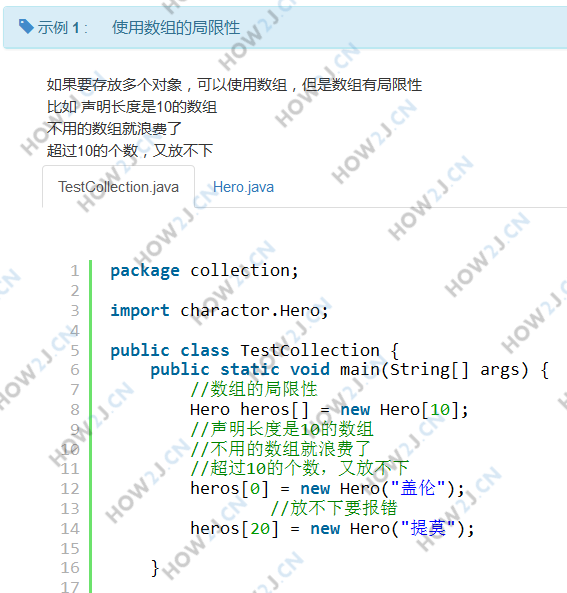 示例 1 :  使用数组的局限性
如果要存放多个对象，可以使用数组，但是数组有局限性
比如 声明长度是10的数组
不用的数组就浪费了
超过10的个数，又放不下
TestCollection.java Hero.java
1 package collection;
2
3 import charactor.Hero;
4
5 public class TestCollection {
6     public static void main(String[] args) {
7         //数组的局限性
8         Hero heros[] = new Hero[10];
9         //声明长度是10的数组
10         //不用的数组就浪费了
11         //超过10的个数，又放不下
12         heros[0] = new Hero("盖伦");
13                 //放不下要报错
14         heros[20] = new Hero("提莫");
15
16     }
17
HOW2J.CN